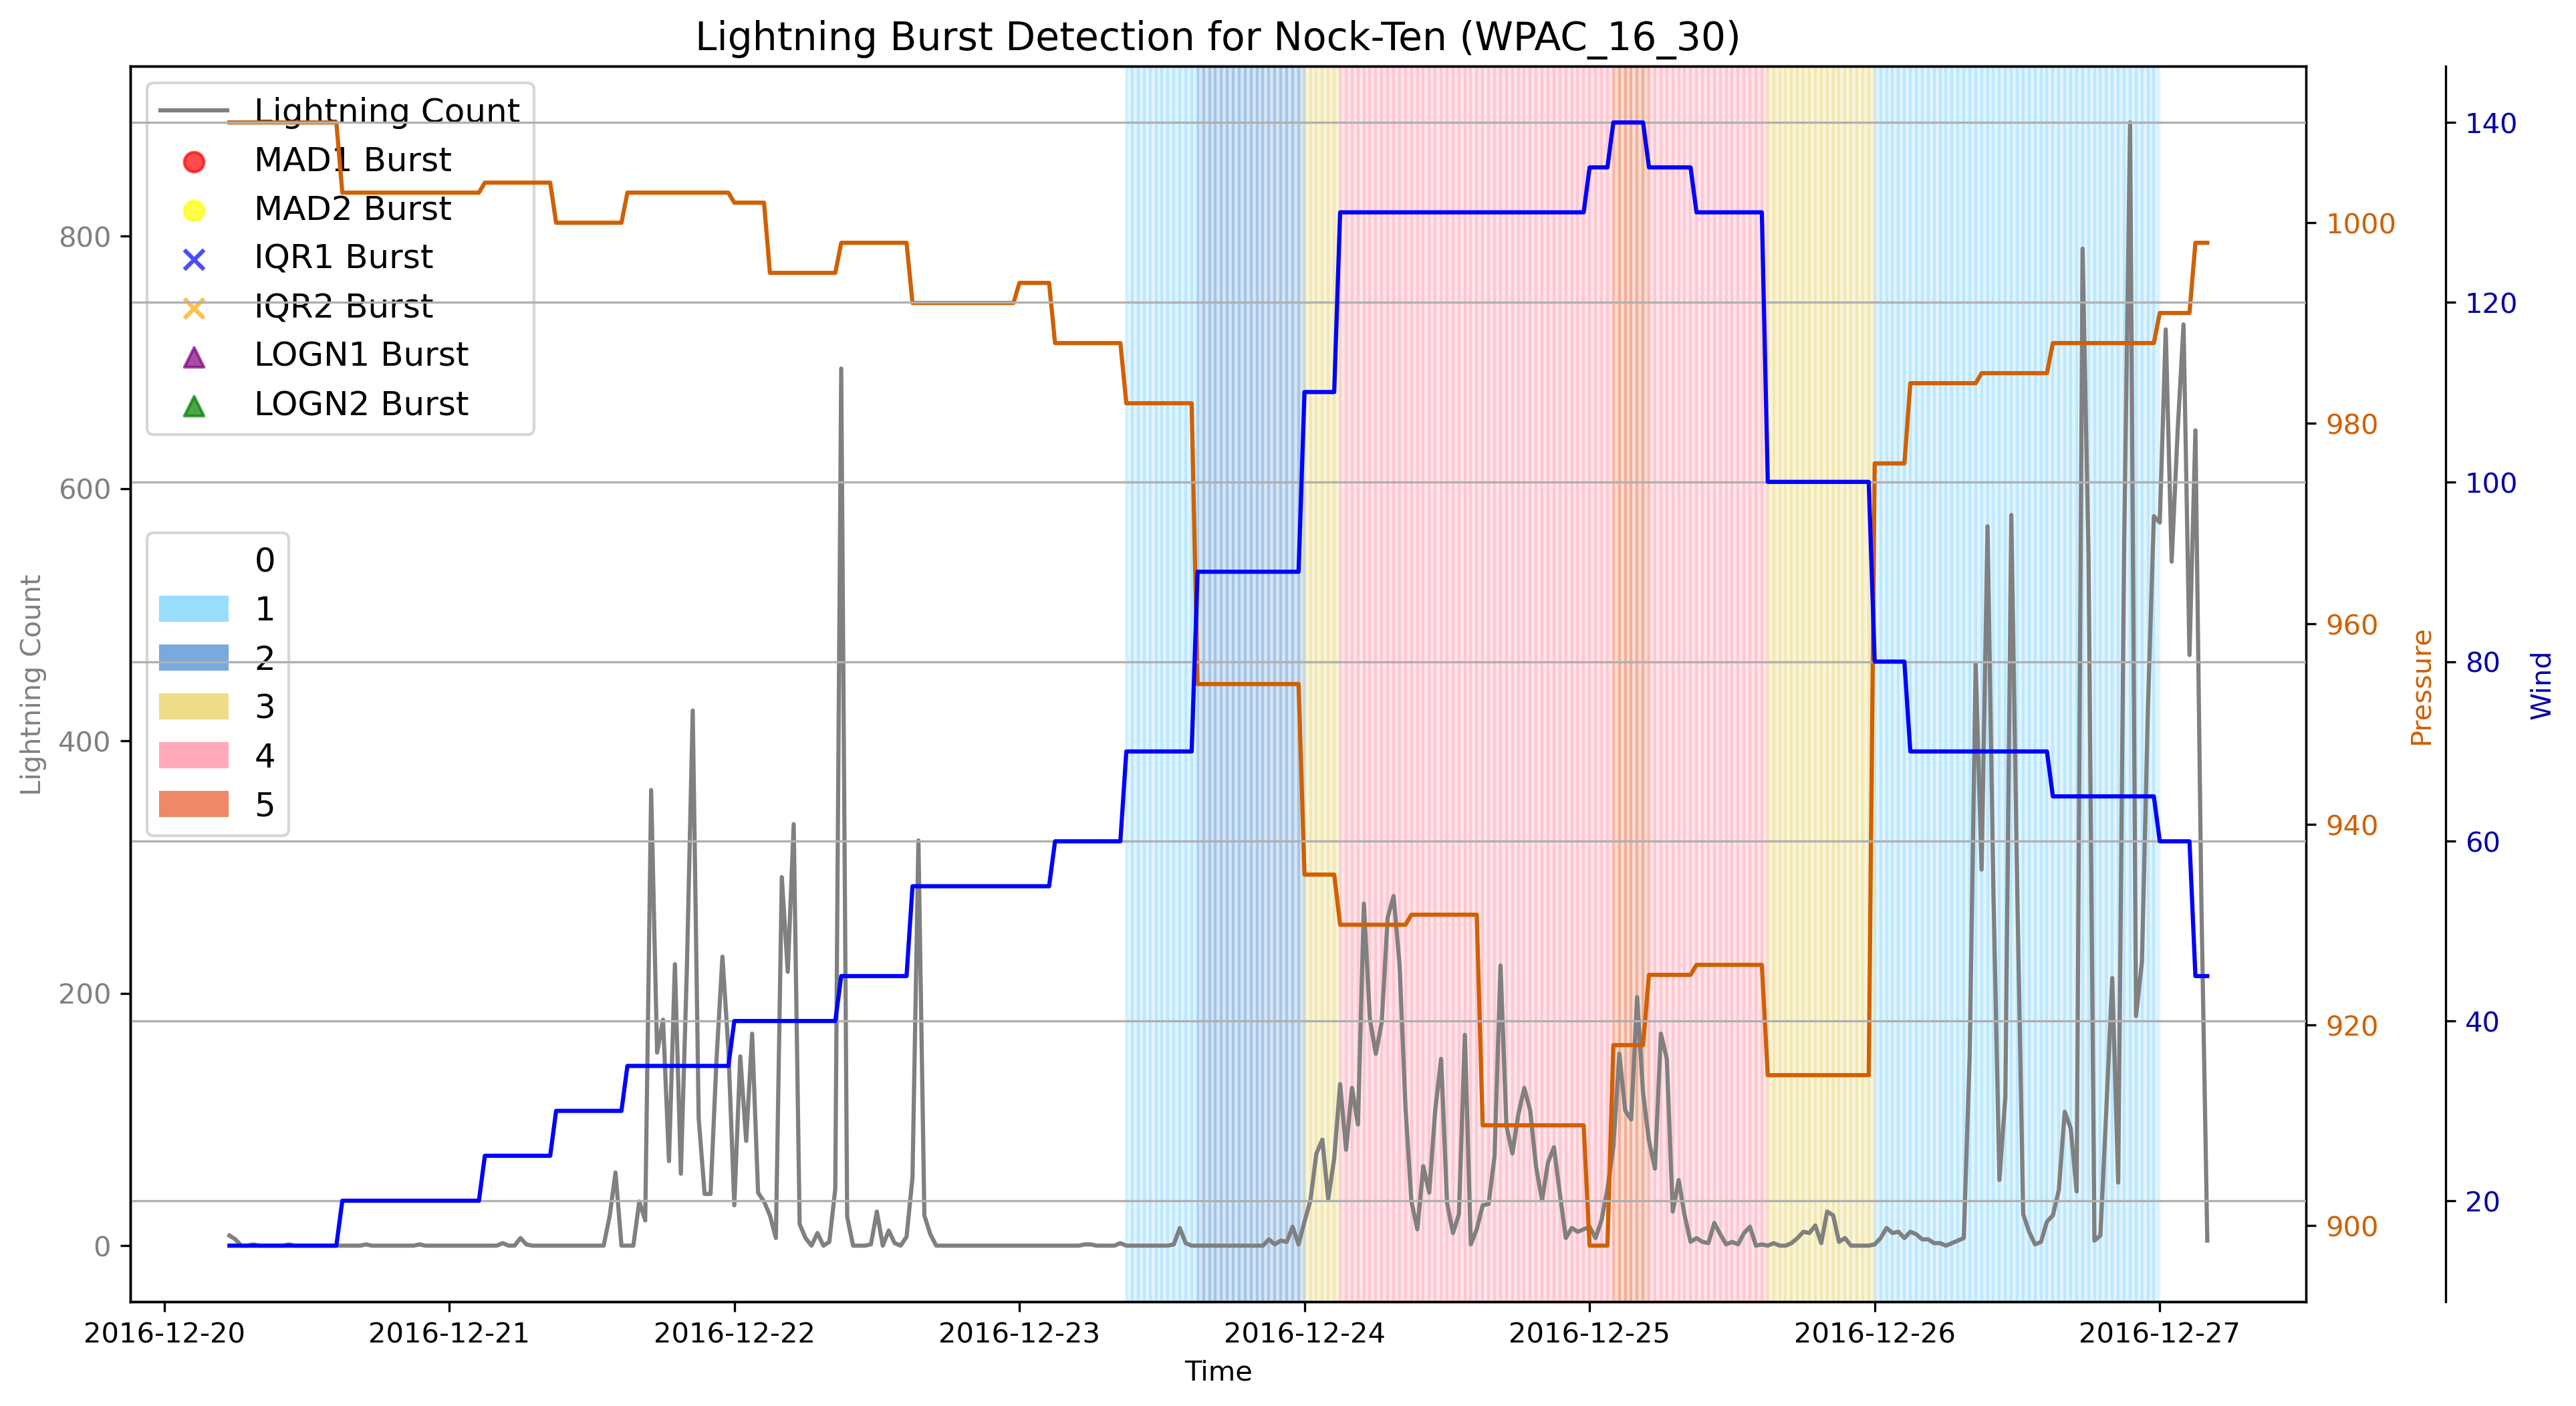 Lightning Burst Detection for Nock-Ten (WPAC_16_30)
Lightning Count
MAD1 Burst
MAD2 Burst
IQR1 Burst
IQR2 Burst
LOGN1 Burst
LOGN2 Burst
0
1
2
3
4
5
Lightning Count
800
600
400
200
0
1000
980
960
940
920
900
Pressure
140
120
100
80
60
40
20
Wind
2016-12-20
2016-12-21
2016-12-22
2016-12-23
2016-12-24
2016-12-25
2016-12-26
2016-12-27
Time